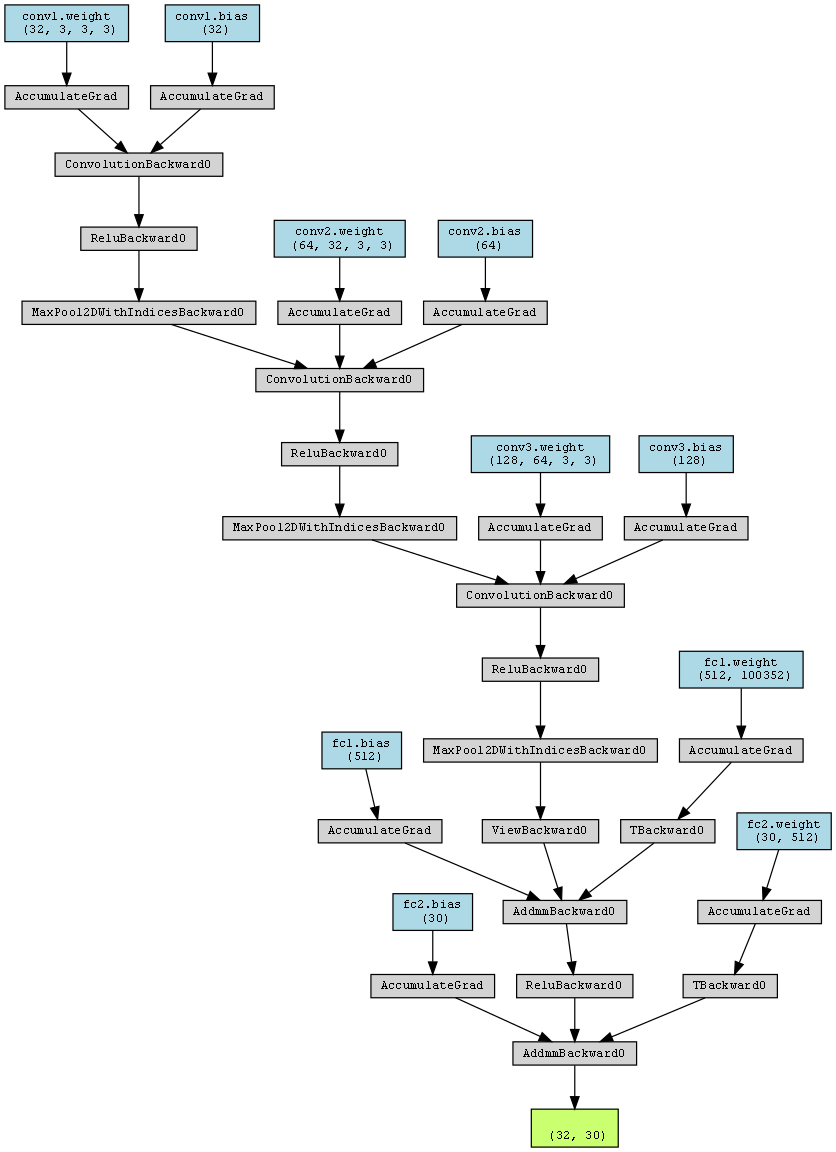 conv1.weight
(32, 3, 3, 3)
conv1.bias
(32)
AccumulateGrad
AccumulateGrad
ConvolutionBackward0
ReluBackward0
conv2.weight
(64, 32, 3, 3)
conv2.bias
(64)
MaxPool2DWithIndicesBackward0
AccumulateGrad
AccumulateGrad
ConvolutionBackward0
ReluBackward0
conv3.weight
(128, 64, 3, 3)
conv3.bias
(128)
MaxPool2DWithIndicesBackward0
AccumulateGrad
AccumulateGrad
ConvolutionBackward0
ReluBackward0
fc1.weight
(512, 100352)
fc1.bias
(512)
MaxPool2DWithIndicesBackward0
AccumulateGrad
AccumulateGrad
ViewBackward0
TBackward0
fc2.weight
(30, 512)
fc2.bias
(30)
AddmmBackward0
AccumulateGrad
AccumulateGrad
ReluBackward0
TBackward0
AddmmBackward0
(32, 30)